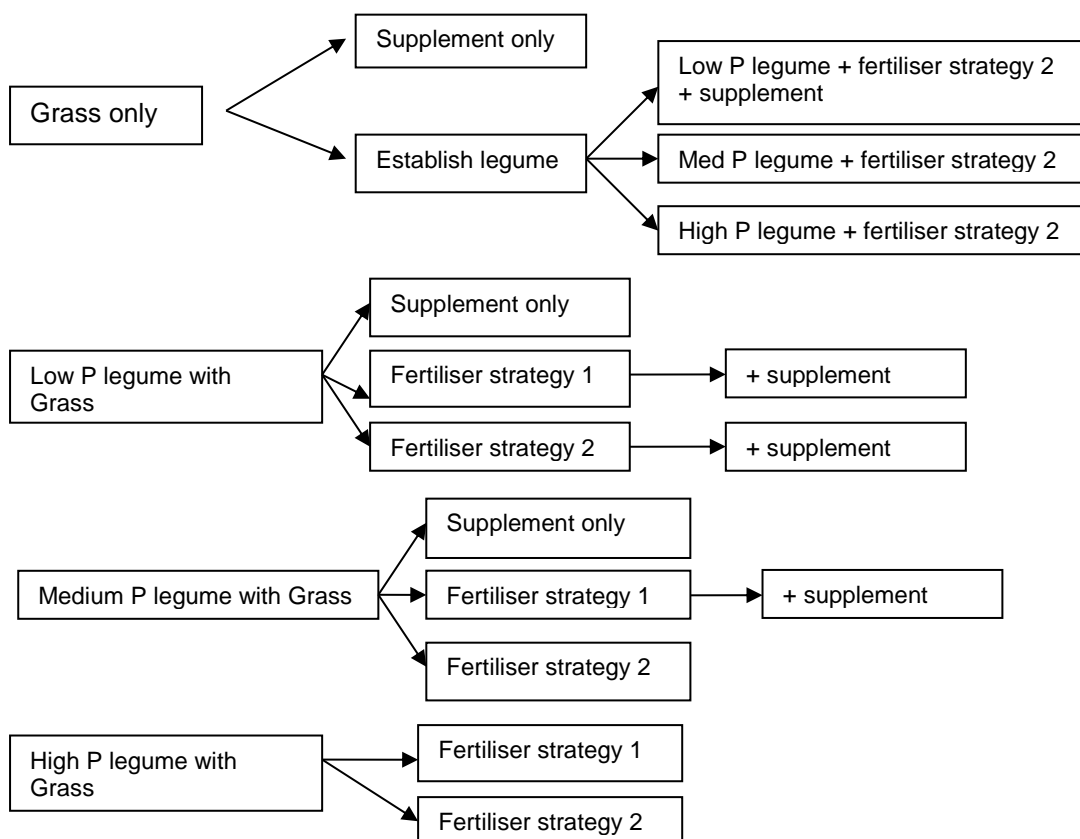 Supplement only
Grass only
Establish legume
Low P legume + fertiliser strategy 2
+ supplement
Med P legume + fertiliser strategy 2
High P legume + fertiliser strategy 2
Low P legume with
Grass
Supplement only
Fertiliser strategy 1
+ supplement
Fertiliser strategy 2
+ supplement
Medium P legume with Grass
Supplement only
Fertiliser strategy 1
+ supplement
Fertiliser strategy 2
High P legume with
Grass
Fertiliser strategy 1
Fertiliser strategy 2